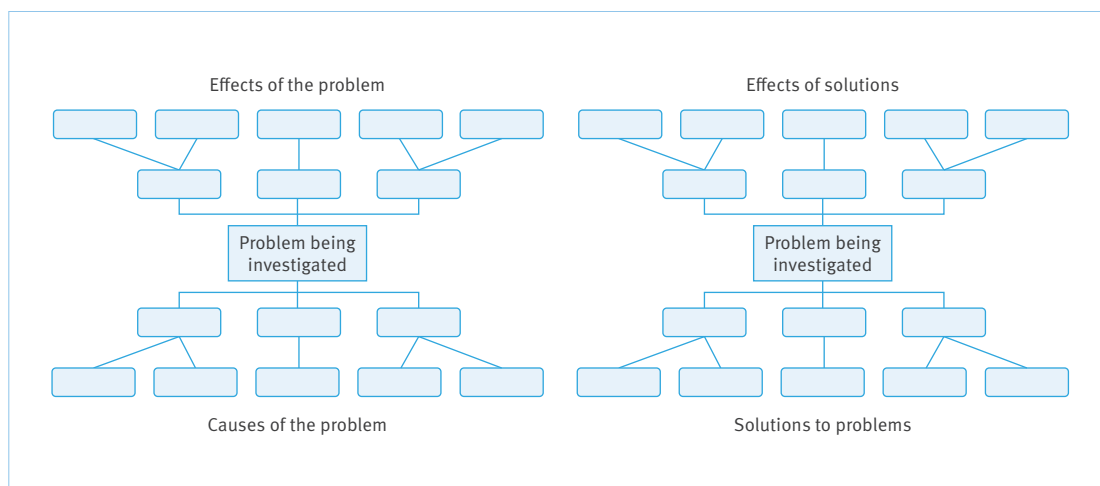 Effects of the problem
Effects of solutions
Problem being
investigated
Problem being
investigated
Causes of the problem
Solutions to problems